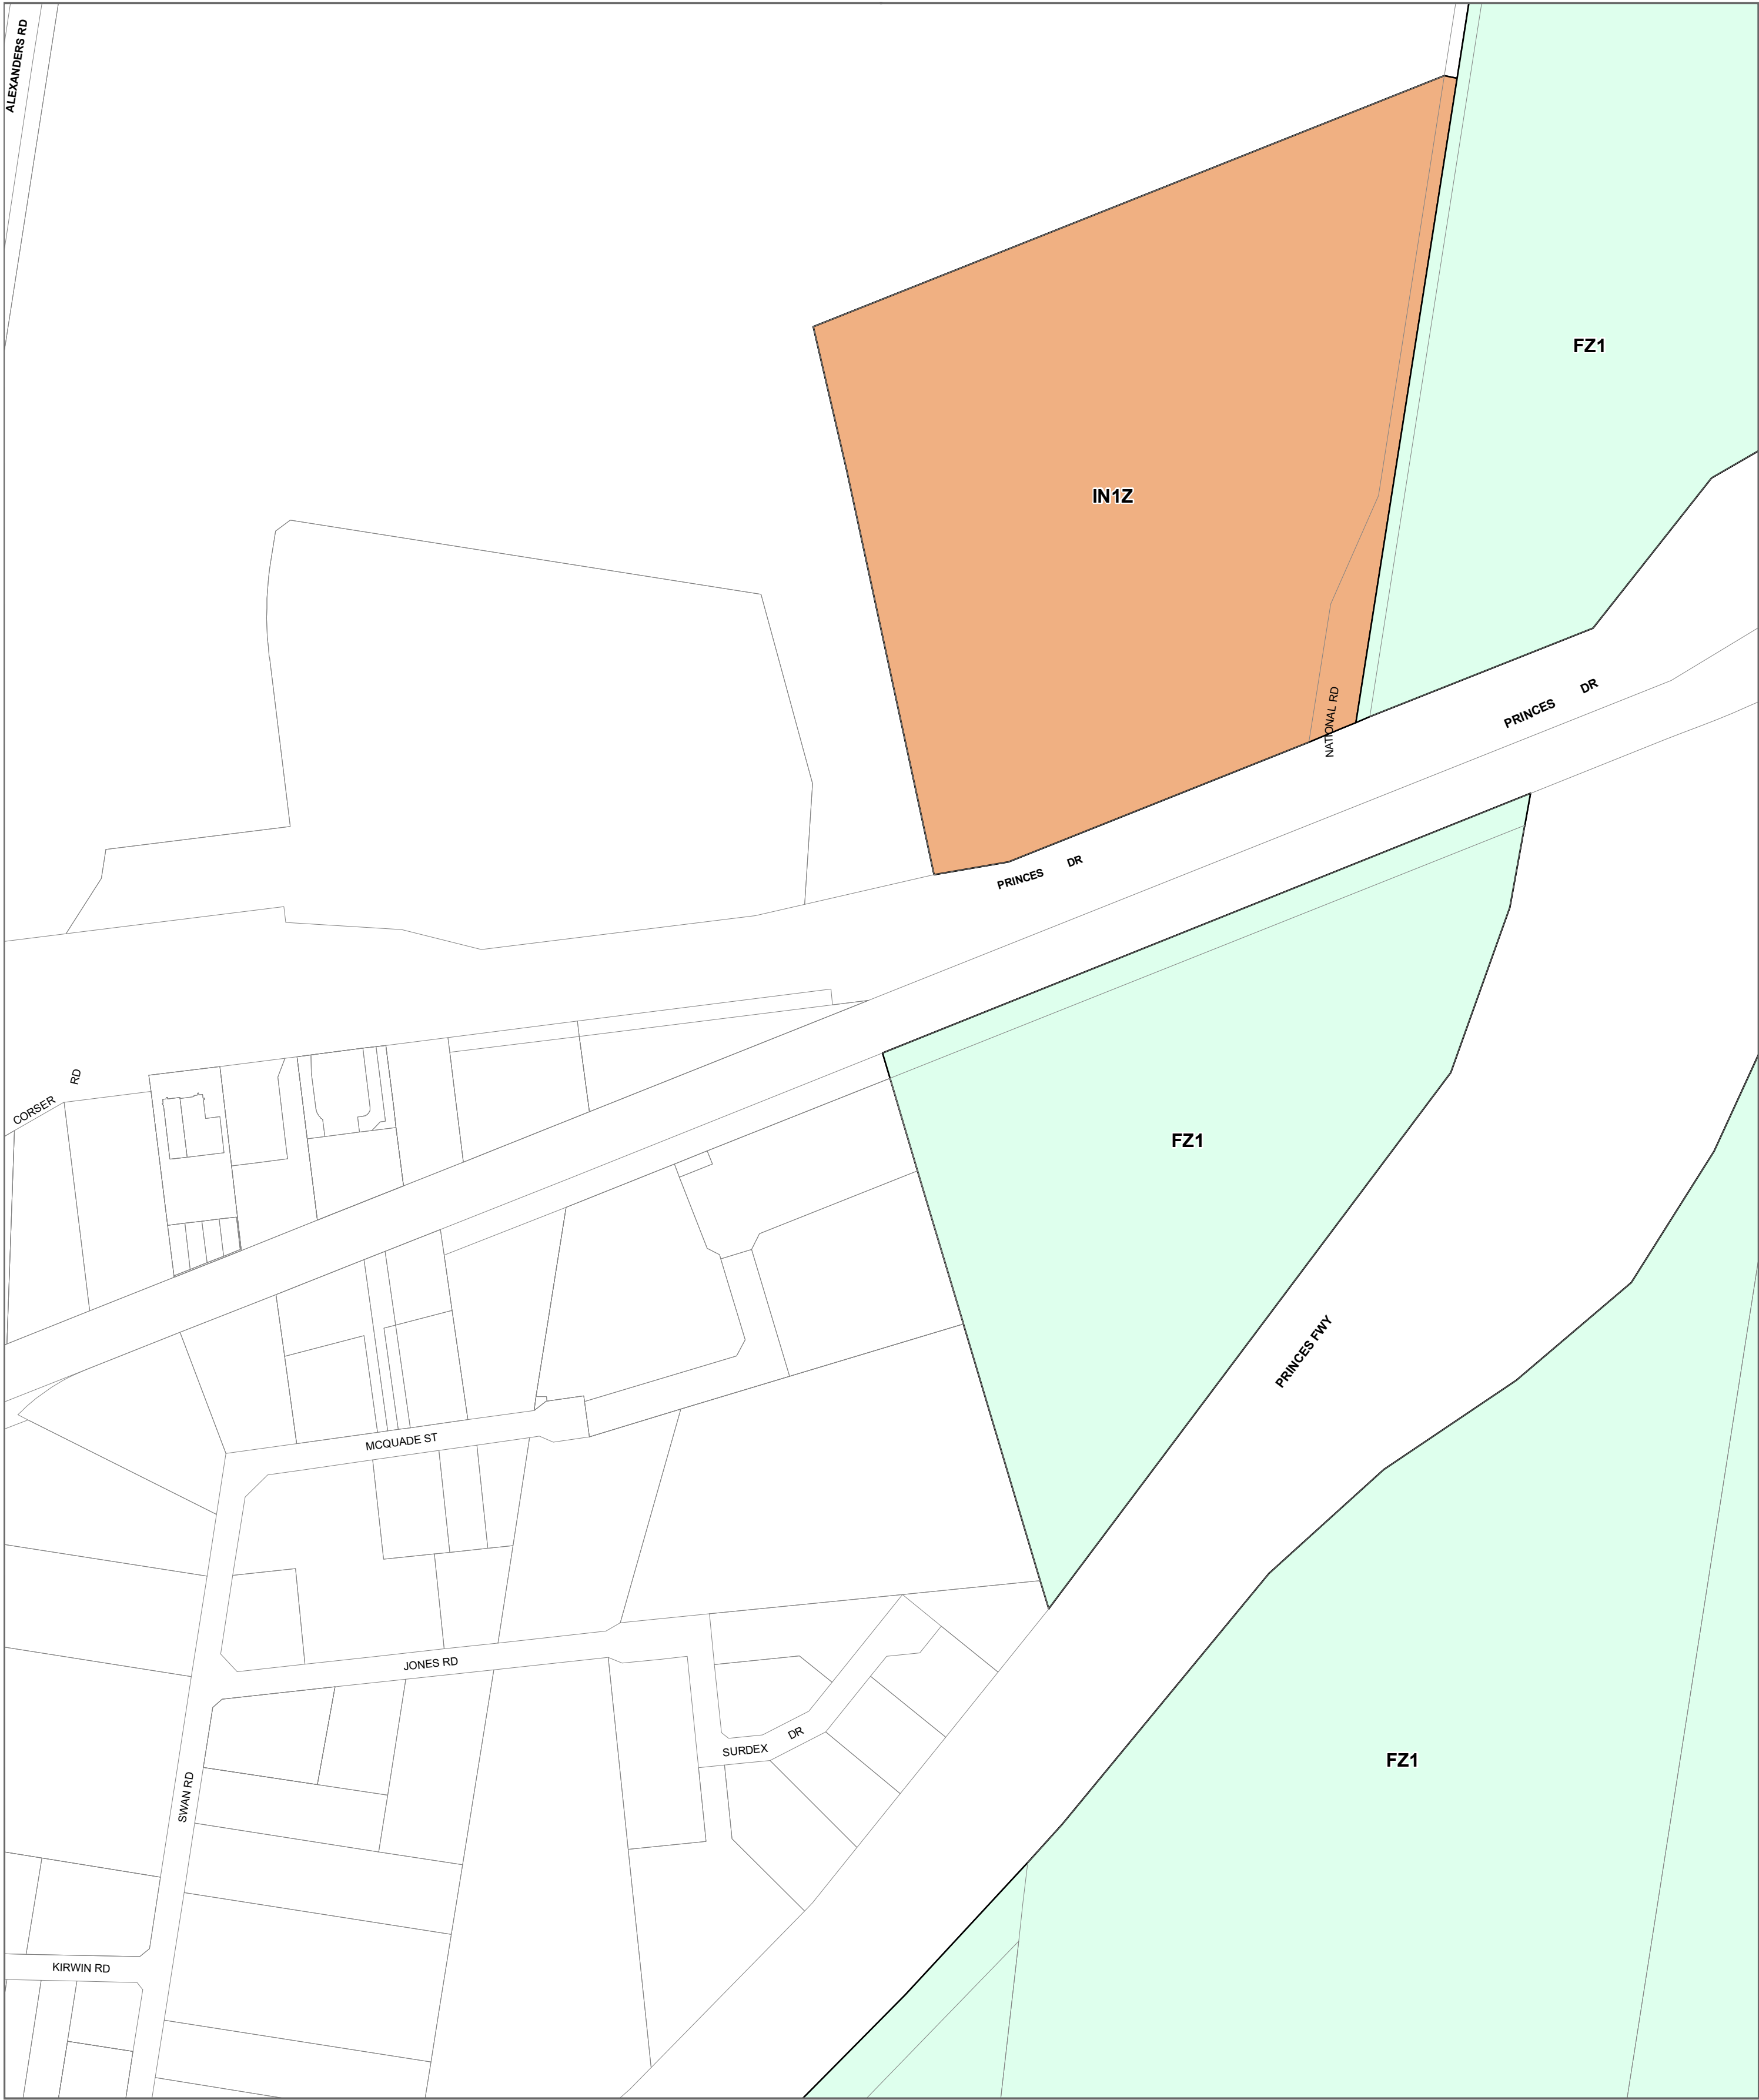 ALEXANDERS RD
FZ1
IN1Z
NATIONAL RD
PRINCES DR
PRINCES DR
CORSER RD
FZ1
PRINCES FWY
MCQUADE ST
JONES RD
SURDEX DR
SWAN RD
FZ1
KIRWIN RD